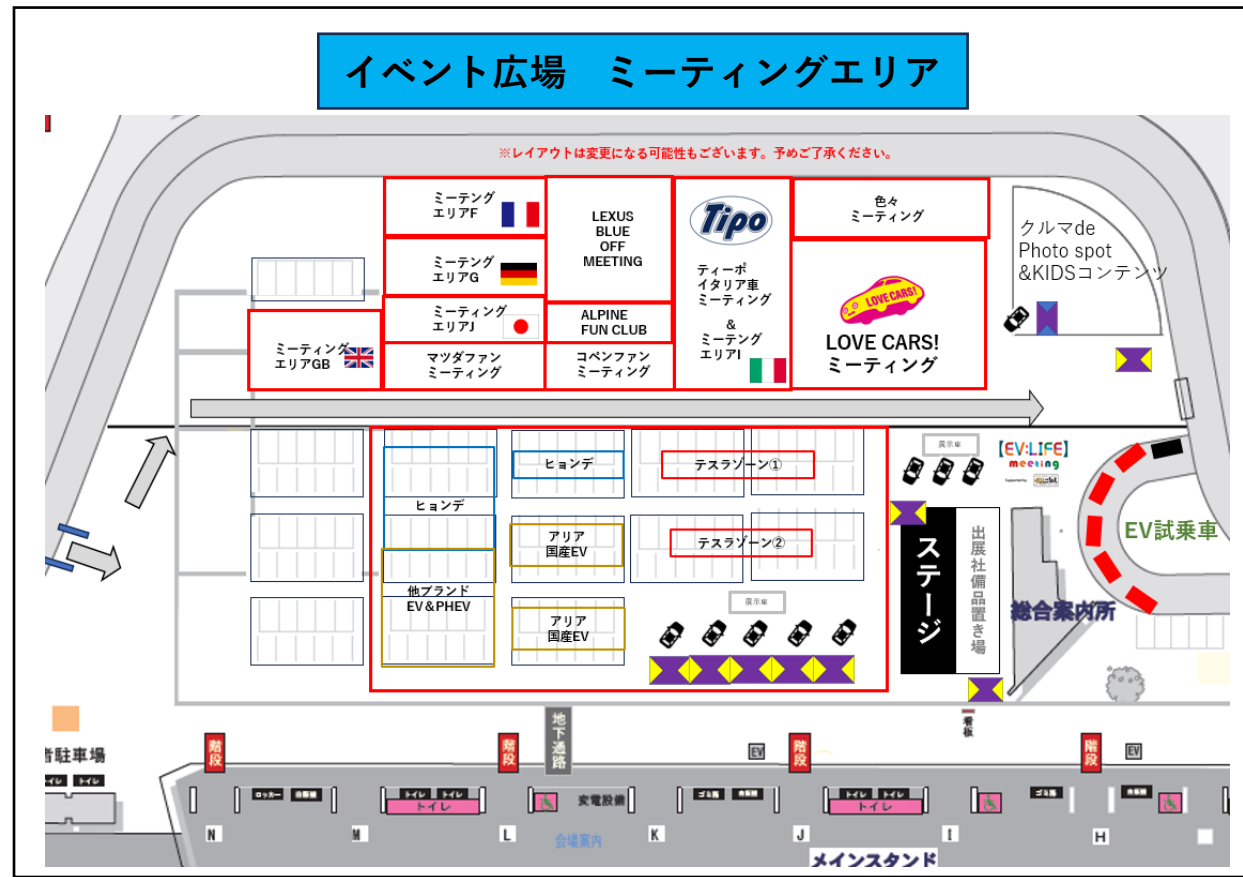 イベント広場 ミーティングエリア
※レイアウトは変更になる可能性もございます。予めご了承ください。
ミーテング
エリアF
ミーテング
エリアG
ミーティング
エリアJ
ミーティング
エリアGB
マツダファン
ミーティング
LEXUS
BLUE
OFF
MEETING
ALPINE
FUN CLUB
コペンファン
ミーティング
Tipo
ティーポ
イタリア車
ミーティング
&
ミーテング
エリアI
色々
ミーティング
LOVE CARS!
LOVE CARS!
ミーティング
クルマde
Photo spot
&KIDSコンテンツ
ヒョンデ
ヒョンデ
テスラゾーン①
アリア
国産EV
テスラゾーン②
他ブランド
EV&PHEV
アリア
国産EV
展示車
展示車
【EV:LIFE】
meeting
Supported by
ステージ
出展社備品置き場
総合案内所
EV試乗車
看板
地下通路
階段
階段
階段
階段
EV
EV
者駐車場
トイレ
トイレ
ロッカー
自販機
トイレ
トイレ
トイレ
変電設備
ゴミ箱
自販機
トイレ
トイレ
トイレ
ゴミ箱
自販機
N
M
L
K
J
I
H
会場案内
メインスタンド